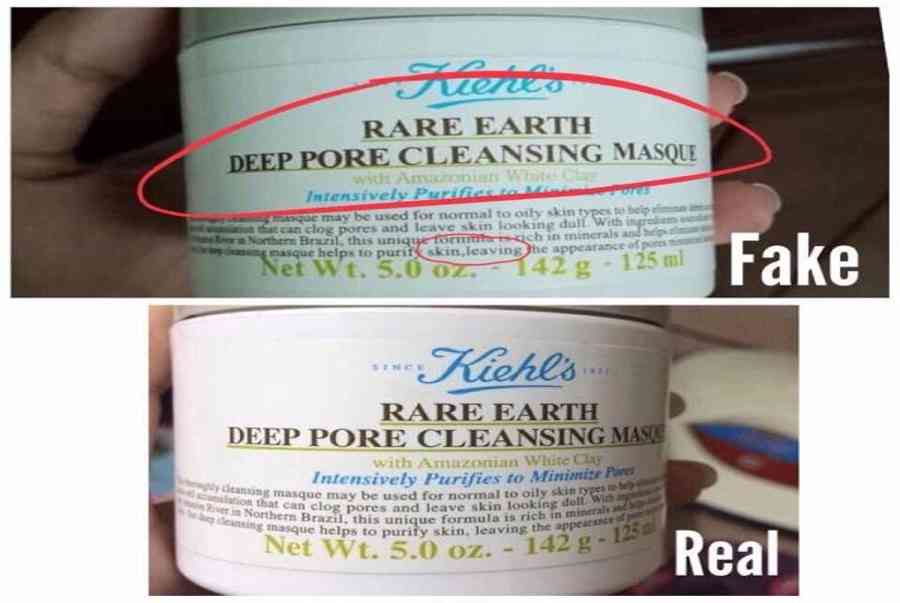 Kiehl's
RARE EARTH
DEEP PORE CLEANSING MASQUE
with Amazonian White Clay
Intensively Purifies to Minimize Pores
cleansing masque may be used for normal to oily skin types to help eliminate
that can clog pores and leave skin looking dull. With
River in Northern Brazil, this unique formula is rich in minerals and helps
cleansing masque helps to purify skin,leaving the appearance of pores
Net Wt. 5.0 oz. - 142 g - 125 ml
Fake
SINCE Kiehl's
RARE EARTH
DEEP PORE CLEANSING
with Amazonian White Clay
Intensively Purifies to Minimize Pores
thoroughly cleansing masque may be used for normal to oily skin types to help
accumulation that can clog pores and leave skin looking dull. With
River in Northern Brazil, this unique formula is rich in minerals and helps
deep cleansing masque helps to purify skin, leaving the appearance of pores
Net Wt. 5.0 oz. - 142 g - 125 ml
Real